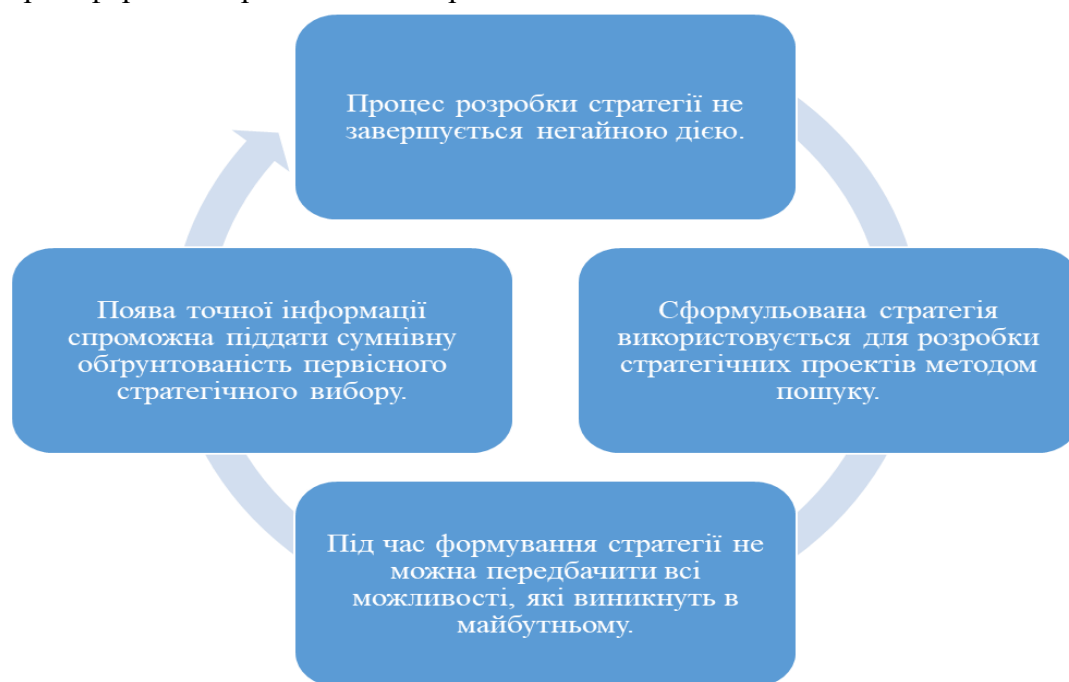 Процес розробки стратегії не
завершується негайною дією.
Поява точної інформації
спроможна піддати сумнівну
обґрунтованість первісного
стратегічного вибору.
Сформульована стратегія
використовується для розробки
стратегічних проектів методом
пошуку.
Під час формування стратегії не
можна передбачити всі
можливості, які виникнуть в
майбутньому.